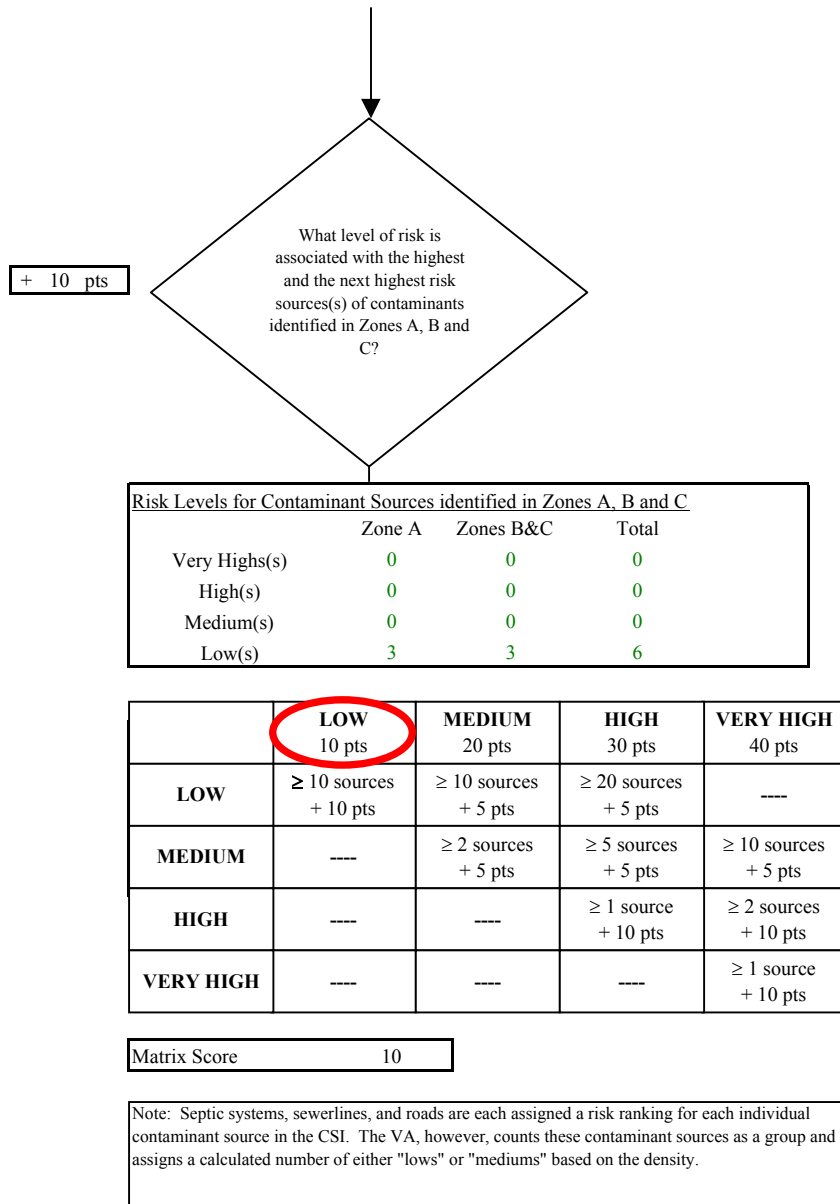 What level of risk is
associated with the highest
and the next highest risk
sources(s) of contaminants
identified in Zones A, B and
C?
+ 10 pts
Risk Levels for Contaminant Sources identified in Zones A, B and C
Zone A Zones B&C Total
Very Highs(s) 0 0 0
High(s) 0 0 0
Medium(s) 0 0 0
Low(s) 3 3 6
LOW MEDIUM HIGH VERY HIGH
10 pts 20 pts 30 pts 40 pts
LOW ≥ 10 sources ≥ 10 sources ≥ 20 sources ----
+ 10 pts + 5 pts + 5 pts
MEDIUM ---- ≥ 2 sources ≥ 5 sources ≥ 10 sources
+ 5 pts + 5 pts + 5 pts
HIGH ---- ---- ≥ 1 source ≥ 2 sources
+ 10 pts + 10 pts
VERY HIGH ---- ---- ---- ≥ 1 source
+ 10 pts
Matrix Score 10
Note: Septic systems, sewerlines, and roads are each assigned a risk ranking for each individual
contaminant source in the CSI. The VA, however, counts these contaminant sources as a group and
assigns a calculated number of either "lows" or "mediums" based on the density.